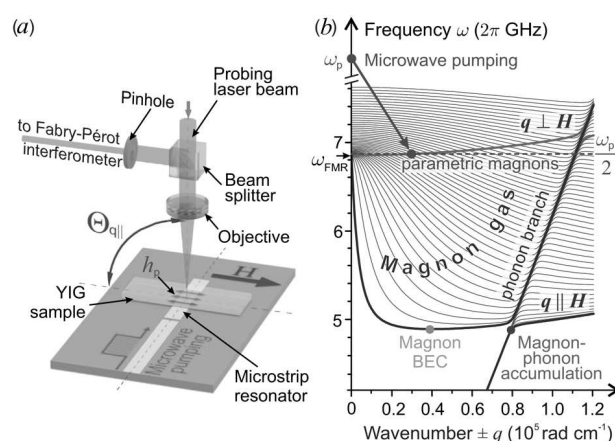 (a)
Probing
laser beam
Pinhole
to Fabry-Pérot
interferometer
Beam
splitter
Objective
Θq||
hp
H
YIG
sample
Microwave
pumping
Microstrip
resonator
(b)
Frequency ω (2π GHz)
ωp
Microwave pumping
7
q ⊥ H
ωp
2
ωFMR
parametric magnons
6
Magnon gas
phonon branch
5
q || H
Magnon
BEC
Magnon-
phonon
accumulation
0 0.2 0.4 0.6 0.8 1.0 1.2
Wavenumber ± q (10⁵ rad cm⁻¹)